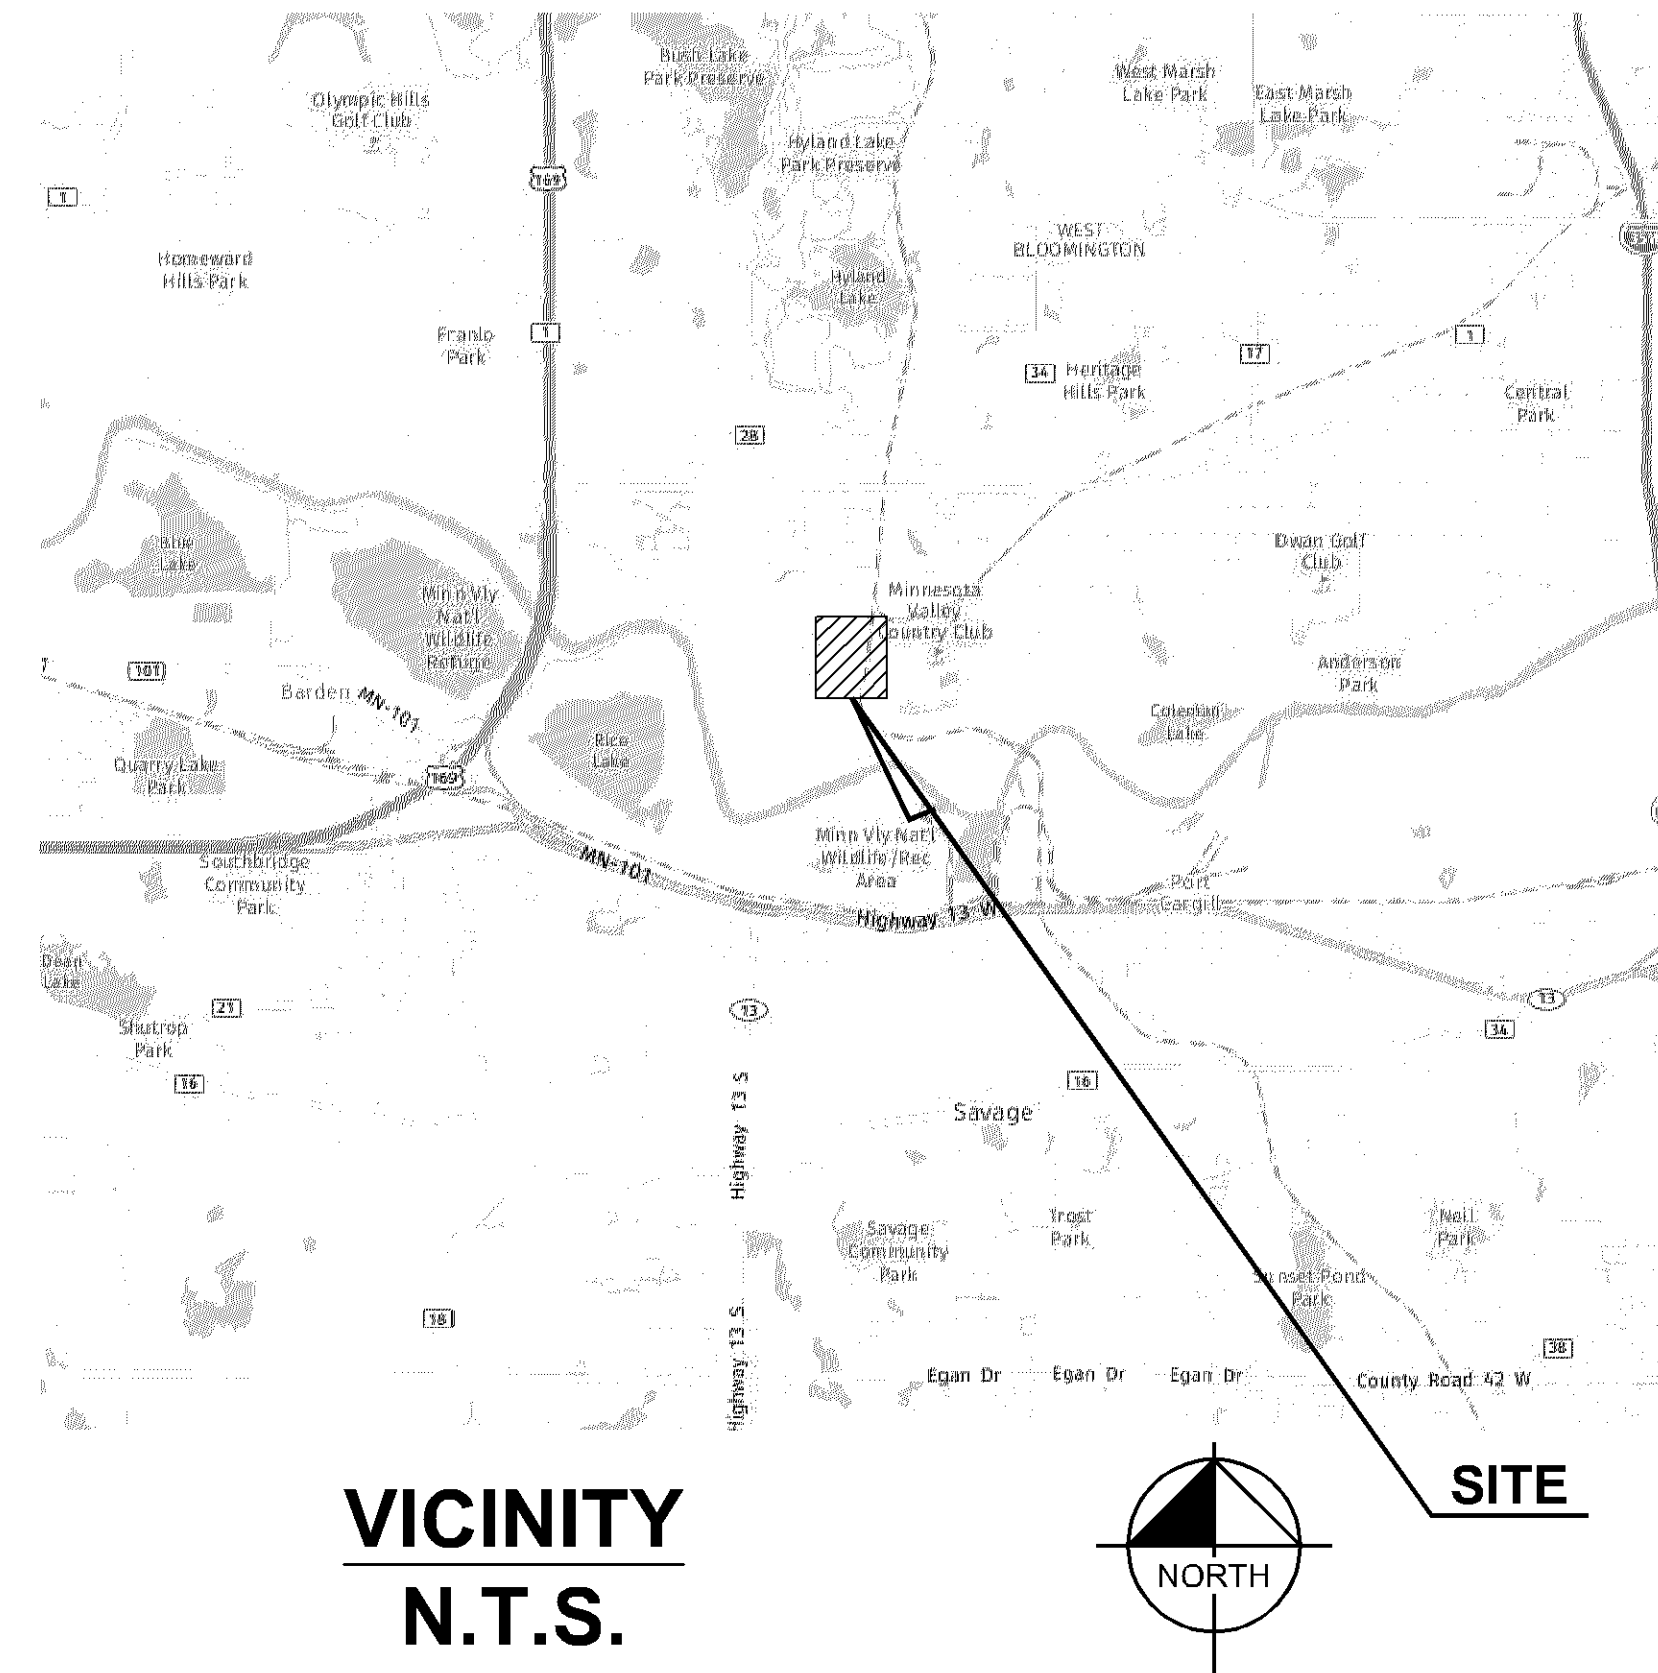 Bush Lake
Park Preserve
West Marsh
Lake Park
East Marsh
Lake Park
Olympic Hills
Golf Club
Hyland Lake
Park Preserve
169
1
WEST
BLOOMINGTON
Homeward
Hills Park
Hyland
Lake
Franlo
Park
1
1
17
34
Heritage
Hills Park
Central
Park
28
Blue
Lake
Dwan Golf
Club
Minn Vly
Nat'l
Wildlife
Refuge
Minnesota
Valley
Country Club
101
Barden
MN-101
Anderson
Park
Coleman
Lake
Rice
Lake
Quarry Lake
Park
169
Minn Vly Nat'l
Wildlife/Rec
Area
MN-101
Southbridge
Community
Park
Port
Cargill
Highway 13 W
Dean
Lake
21
13
13
34
Shutrop
Park
16
16
Highway 13 S
Savage
Savage
Community
Park
Trost
Park
Neil
Park
Sunset Pond
Park
18
Highway 13 S
38
Egan Dr
Egan Dr
Egan Dr
County Road 42 W
SITE
VICINITY
N.T.S.
NORTH